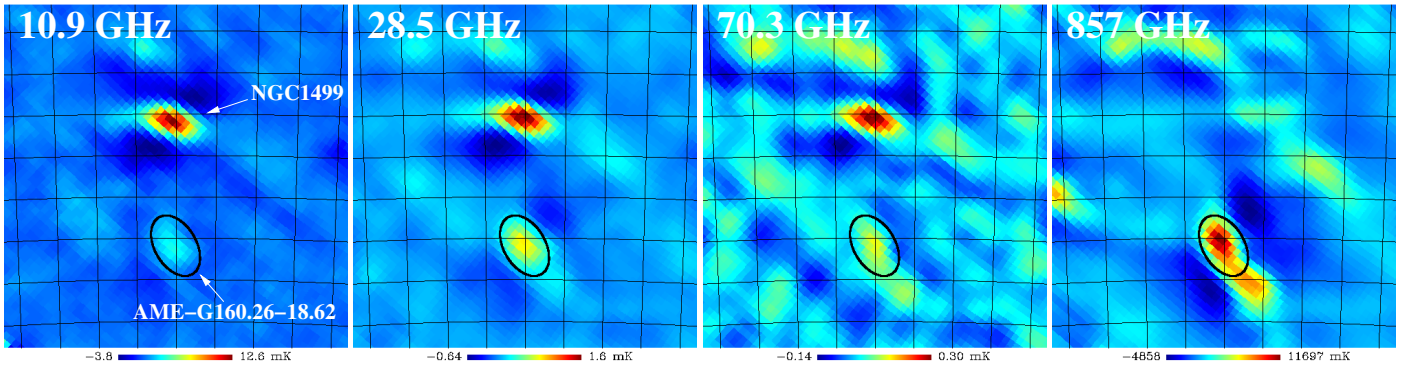 10.9 GHz
28.5 GHz
70.3 GHz
857 GHz
NGC1499
AME-G160.26-18.62
-3.8 12.6 mK
-0.64 1.6 mK
-0.14 0.30 mK
-4858 11697 mK